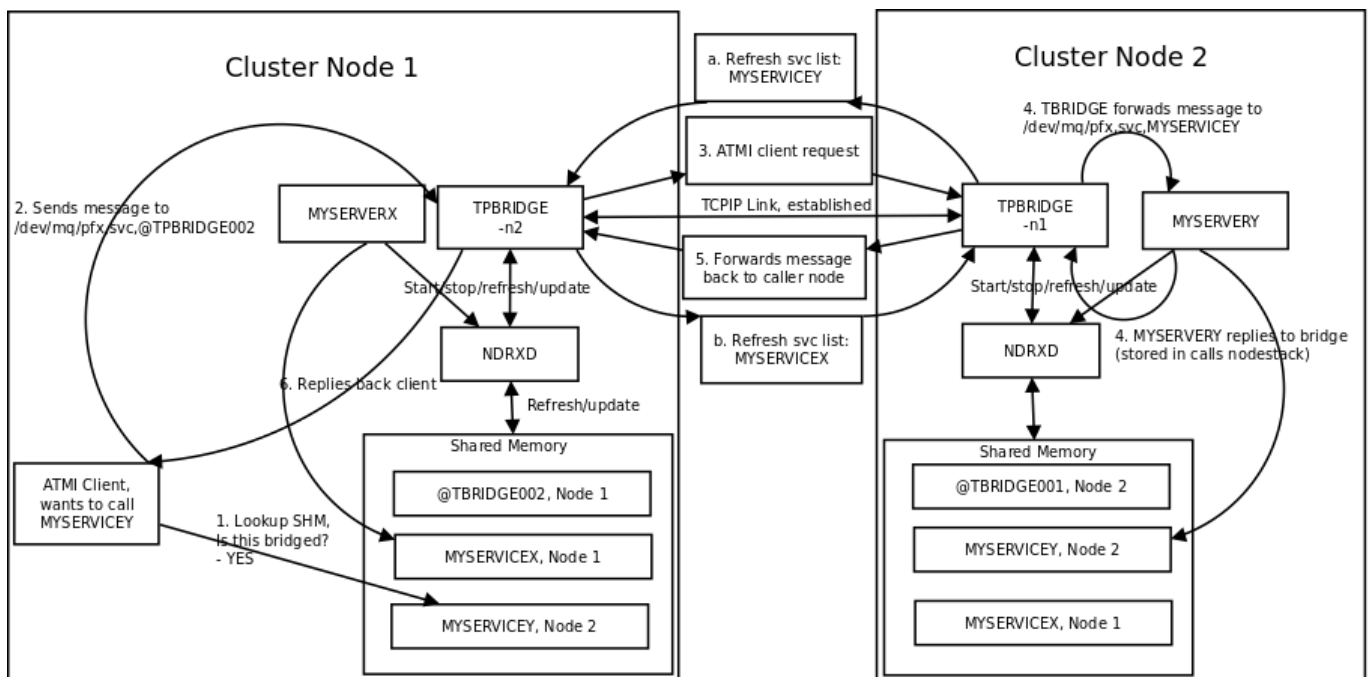 Cluster Node 1
a. Refresh svc list:
MYSERVICEY
Cluster Node 2
4. TBRIDGE forwads message to
/dev/mq/pfx,svc,MYSERVICEY
3. ATMI client request
2. Sends message to
/dev/mq/pfx,svc,@TPBRIDGE002
MYSERVERX
TPBRIDGE
-n2
TCPIP Link, established
TPBRIDGE
-n1
MYSERVERY
5. Forwards message
back to caller node
Start/stop/refresh/update
Start/stop/refresh/update
NDRXD
b. Refresh svc list:
MYSERVICEX
NDRXD
4. MYSERVERY replies to bridge
(stored in calls nodestack)
6. Replies back client
Refresh/update
Shared Memory
Shared Memory
ATMI Client,
wants to call
MYSERVICEY
@TBRIDGE002, Node 1
@TBRIDGE001, Node 2
1. Lookup SHM,
Is this bridged?
- YES
MYSERVICEX, Node 1
MYSERVICEY, Node 2
MYSERVICEY, Node 2
MYSERVICEX, Node 1